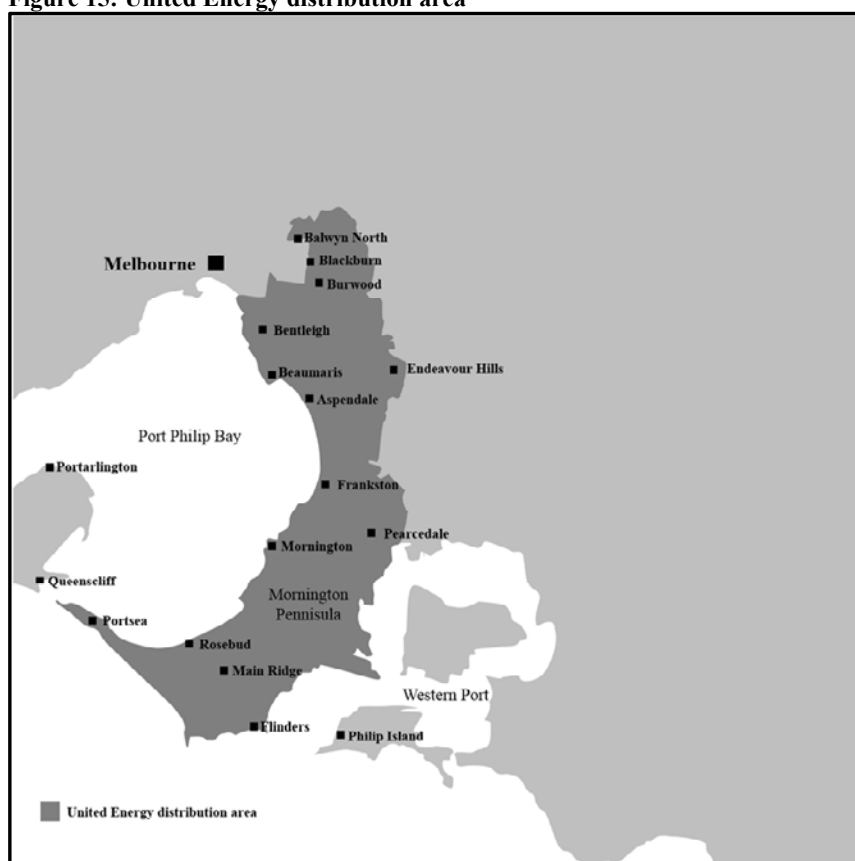 Figure 13: United Energy distribution area
Balwyn North
Melbourne
Blackburn
Burwood
Bentleigh
Beaumaris
Endeavour Hills
Aspendale
Port Philip Bay
Portarlington
Frankston
Pearcedale
Mornington
Queenscliff
Mornington
Pennisula
Portsea
Rosebud
Main Ridge
Western Port
Flinders
Philip Island
United Energy distribution area